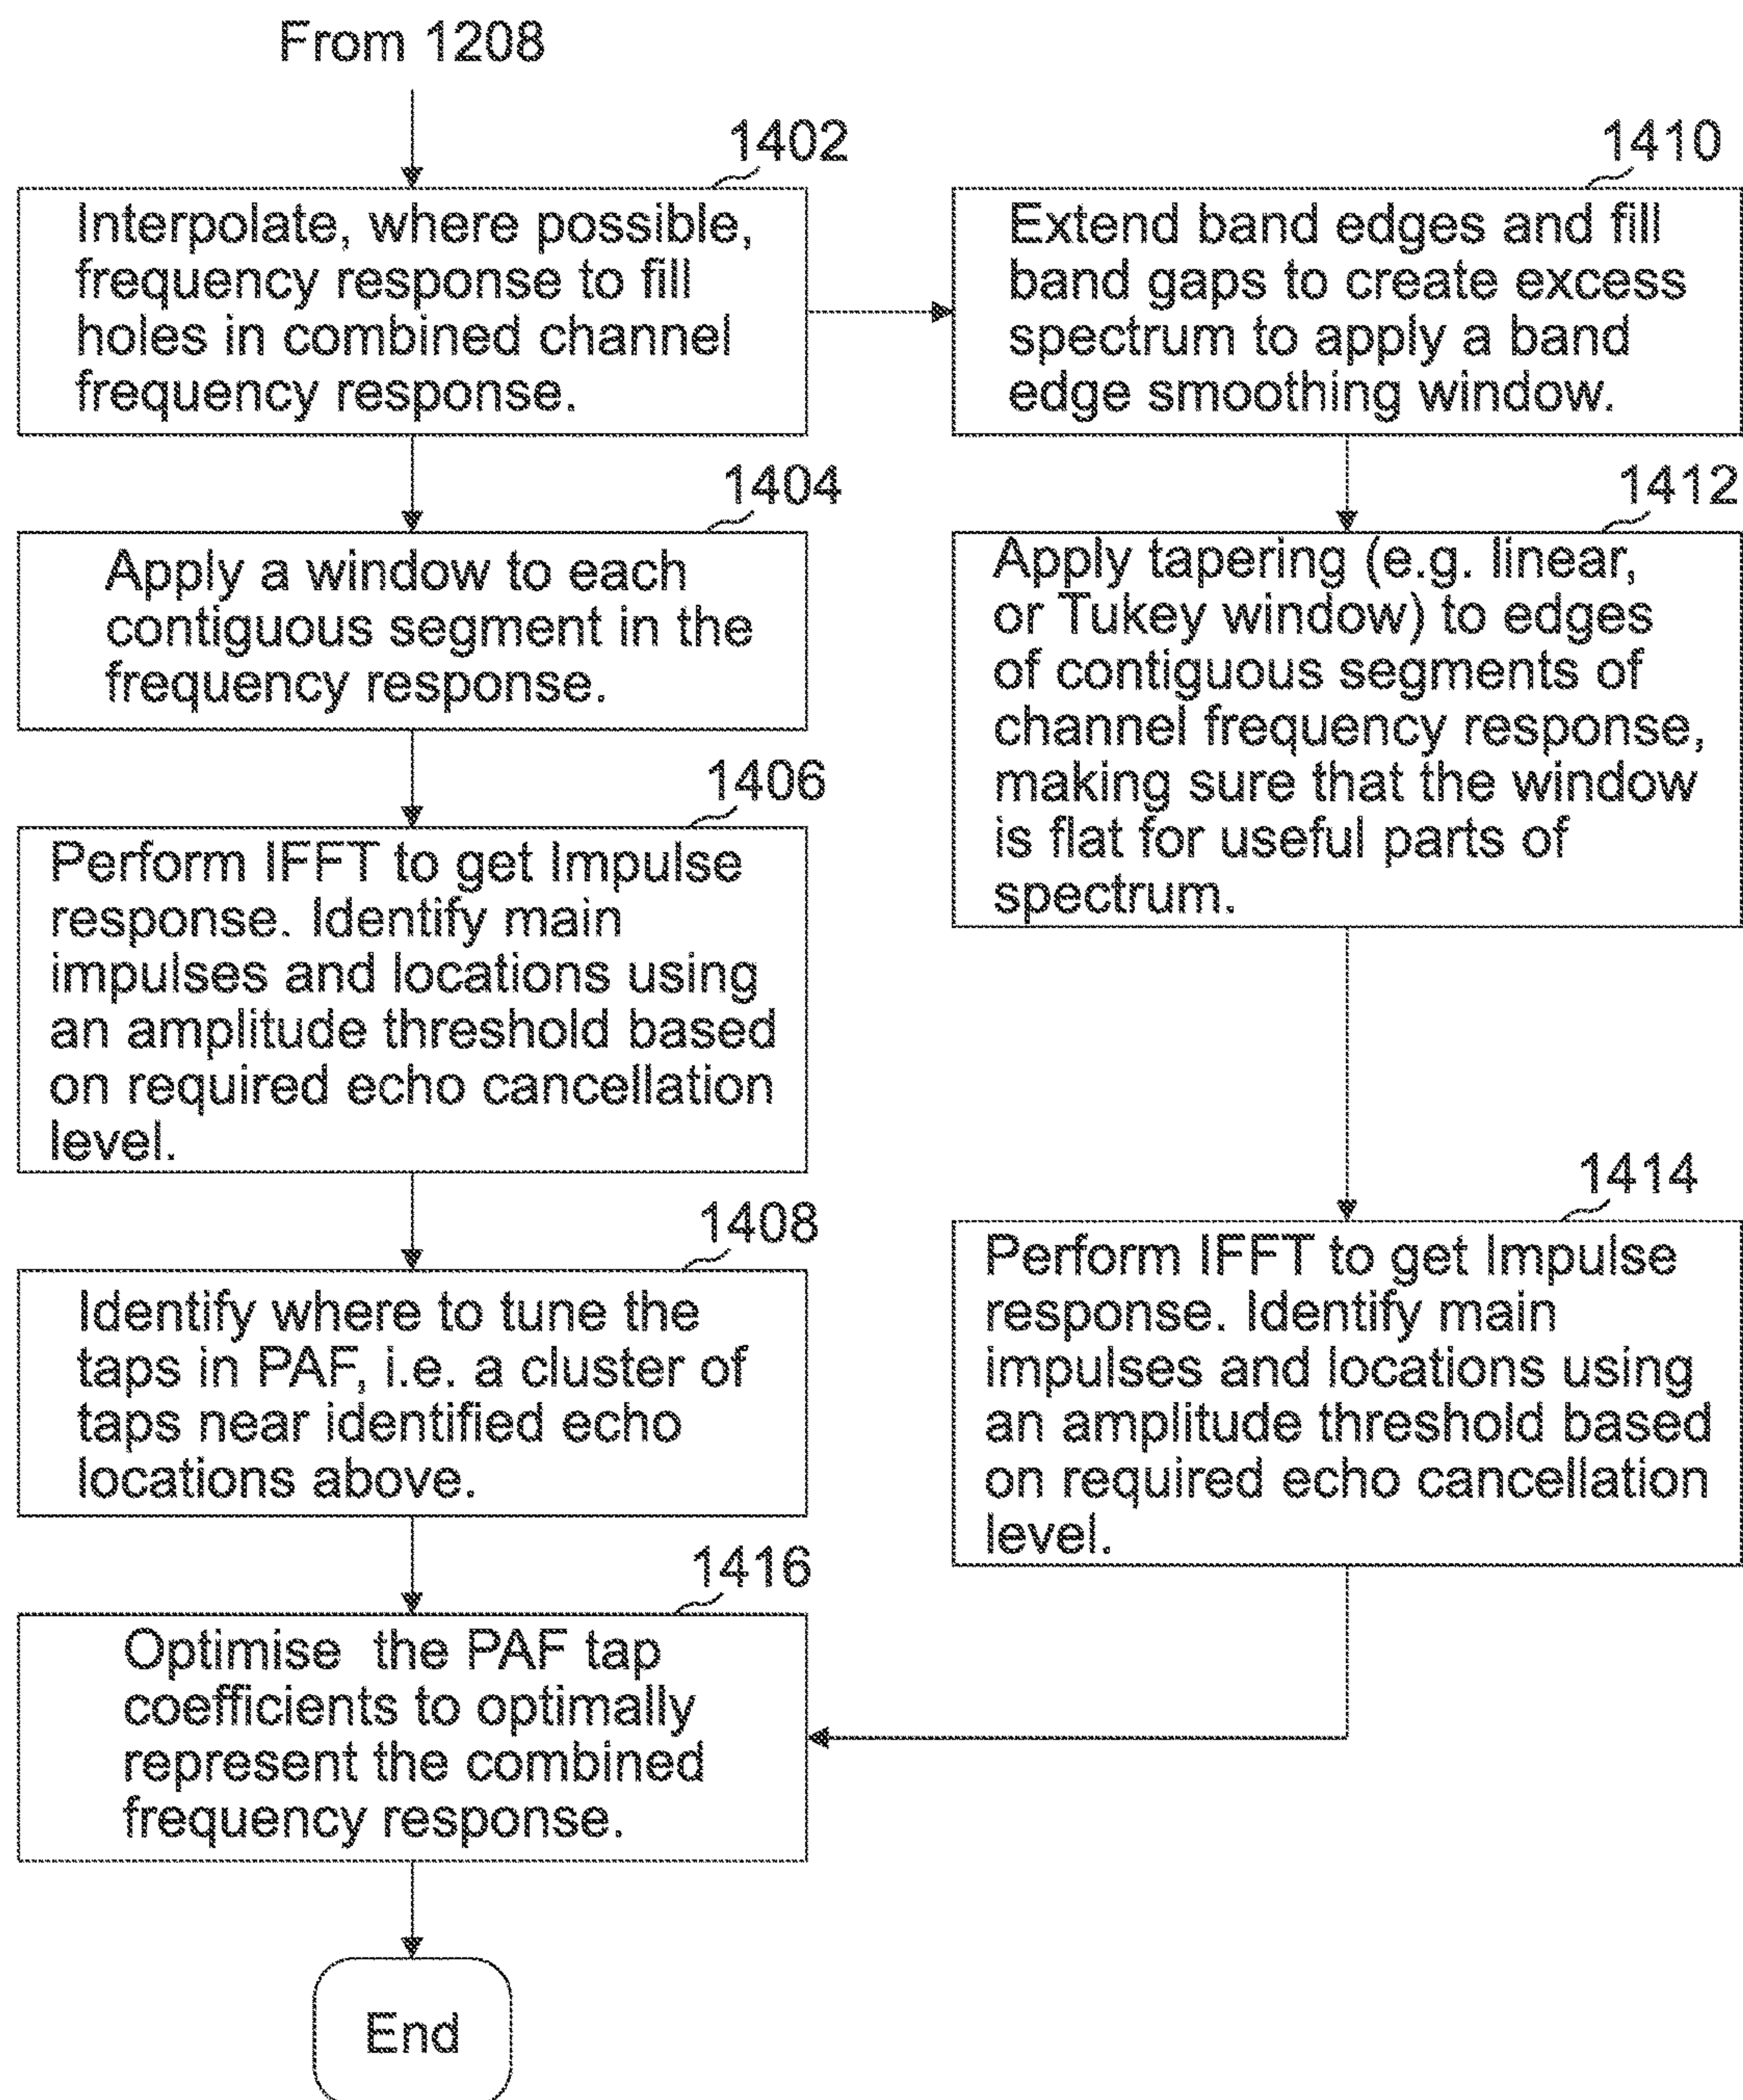 From 1208
1402
Interpolate, where possible,
frequency response to fill
holes in combined channel
frequency response.
1404
Apply a window to each
contiguous segment in the
frequency response.
1406
Perform IFFT to get Impulse
response. Identify main
impulses and locations using
an amplitude threshold based
on required echo cancellation
level.
1408
Identify where to tune the
taps in PAF, i.e. a cluster of
taps near identified echo
locations above.
1416
Optimise the PAF tap
coefficients to optimally
represent the combined
frequency response.
End
1410
Extend band edges and fill
band gaps to create excess
spectrum to apply a band
edge smoothing window.
1412
Apply tapering (e.g. linear,
or Tukey window) to edges
of contiguous segments of
channel frequency response,
making sure that the window
is flat for useful parts of
spectrum.
1414
Perform IFFT to get Impulse
response. Identify main
impulses and locations using
an amplitude threshold based
on required echo cancellation
level.